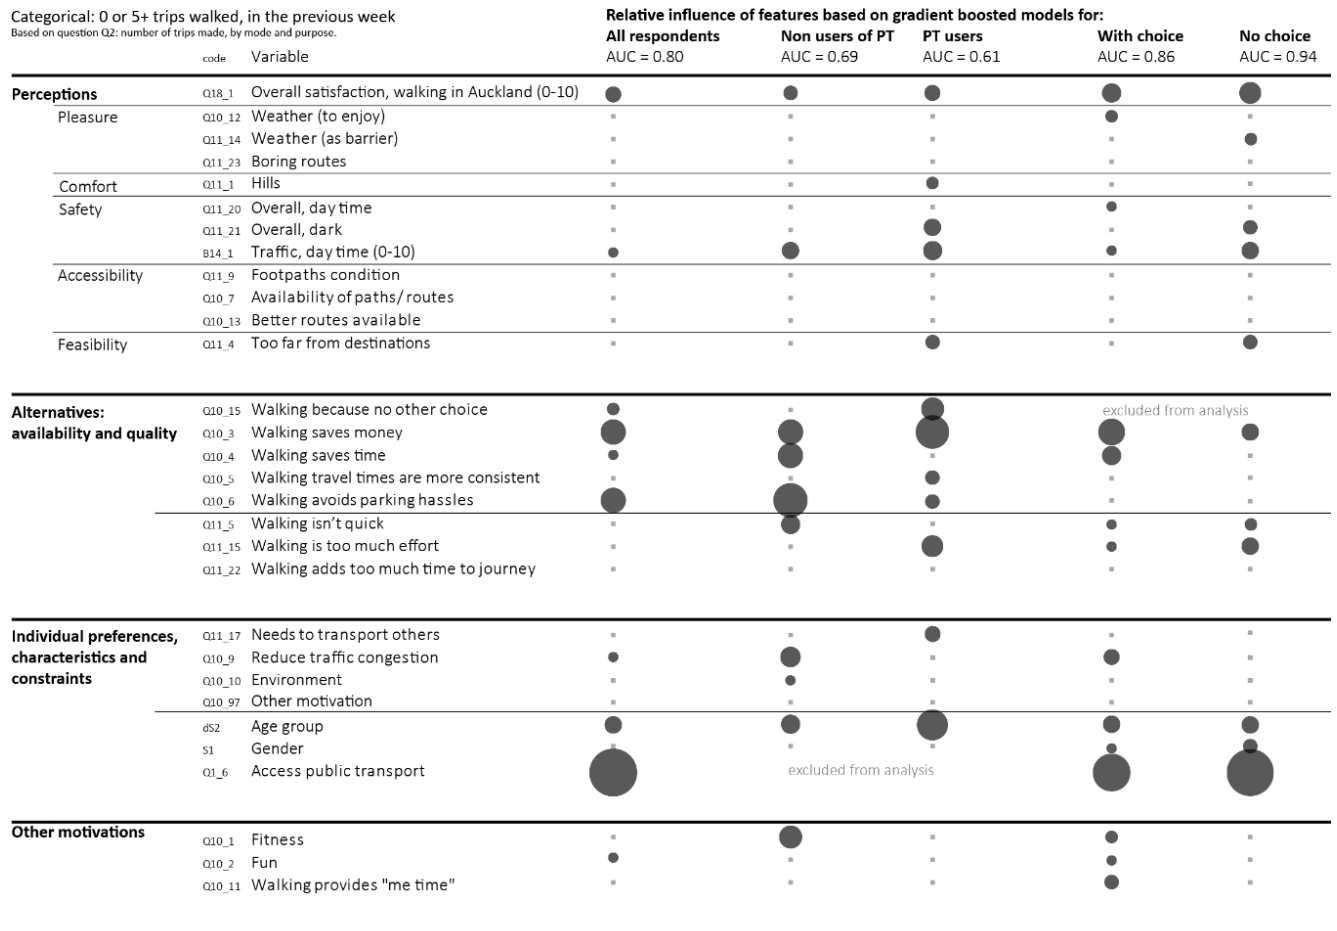 Categorical: 0 or 5+ trips walked, in the previous week
Based on question Q2: number of trips made, by mode and purpose.
Relative influence of features based on gradient boosted models for:
All respondents Non users of PT PT users With choice No choice
code Variable AUC = 0.80 AUC = 0.69 AUC = 0.61 AUC = 0.86 AUC = 0.94
Perceptions Q18_1 Overall satisfaction, walking in Auckland (0-10)
Pleasure Q10_12 Weather (to enjoy)
Q11_14 Weather (as barrier)
Q11_23 Boring routes
Comfort Q11_1 Hills
Safety Q11_20 Overall, day time
Q11_21 Overall, dark
B14_1 Traffic, day time (0-10)
Accessibility Q11_9 Footpaths condition
Q10_7 Availability of paths/ routes
Q10_13 Better routes available
Feasibility Q11_4 Too far from destinations
Alternatives: Q10_15 Walking because no other choice excluded from analysis
availability and quality Q10_3 Walking saves money
Q10_4 Walking saves time
Q10_5 Walking travel times are more consistent
Q10_6 Walking avoids parking hassles
Q11_5 Walking isn't quick
Q11_15 Walking is too much effort
Q11_22 Walking adds too much time to journey
Individual preferences, Q11_17 Needs to transport others
characteristics and Q10_9 Reduce traffic congestion
constraints Q10_10 Environment
Q10_97 Other motivation
dS2 Age group
S1 Gender
Q1_6 Access public transport excluded from analysis
Other motivations Q10_1 Fitness
Q10_2 Fun
Q10_11 Walking provides "me time"